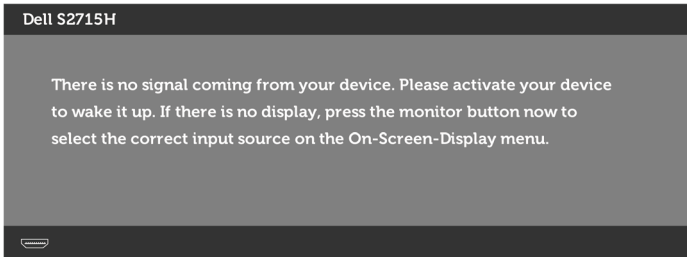 Dell S2715H
There is no signal coming from your device. Please activate your device
to wake it up. If there is no display, press the monitor button now to
select the correct input source on the On-Screen-Display menu.